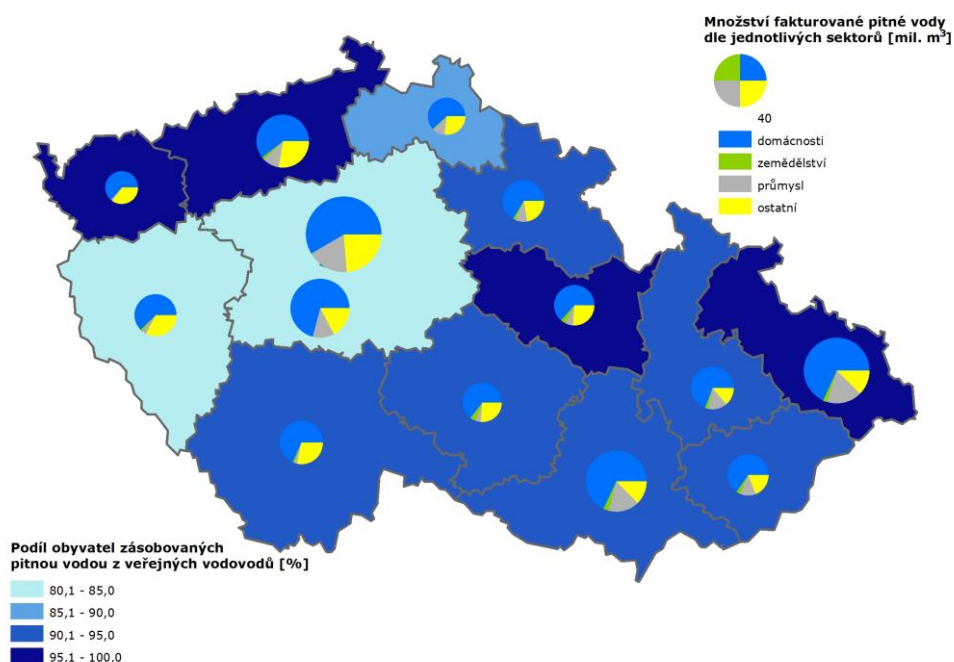 Množství fakturované pitné vody
dle jednotlivých sektorů [mil. m³]
40
domácnosti
zemědělství
průmysl
ostatní
Podíl obyvatel zásobovaných
pitnou vodou z veřejných vodovodů [%]
80,1 - 85,0
85,1 - 90,0
90,1 - 95,0
95,1 - 100,0